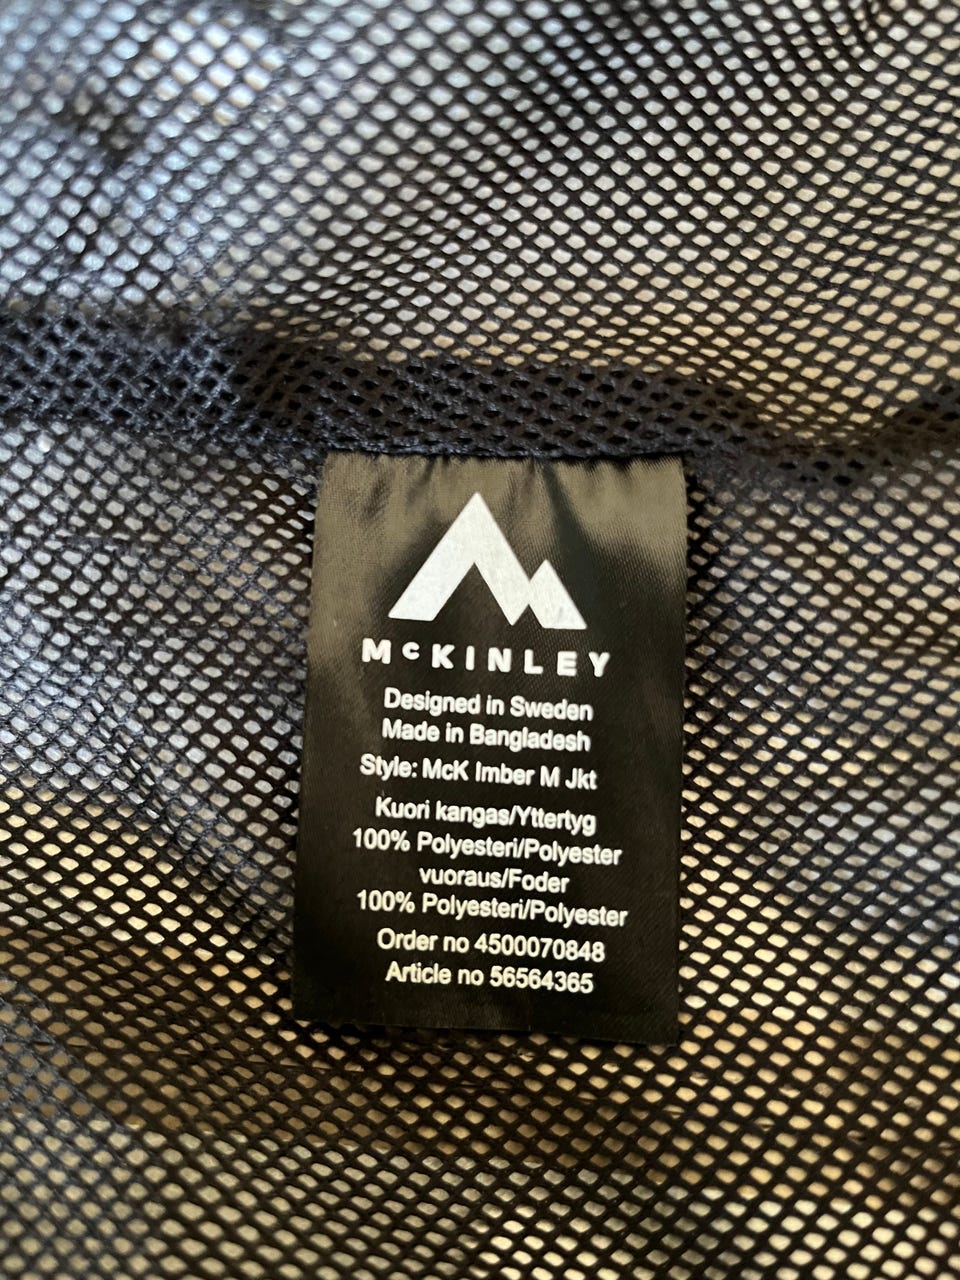 McKINLEY
Designed in Sweden
Made in Bangladesh
Style: McK Imber M Jkt
Kuori kangas/Yttertyg
100% Polyesteri/Polyester
vuoraus/Foder
100% Polyesteri/Polyester
Order no 4500070848
Article no 56564365